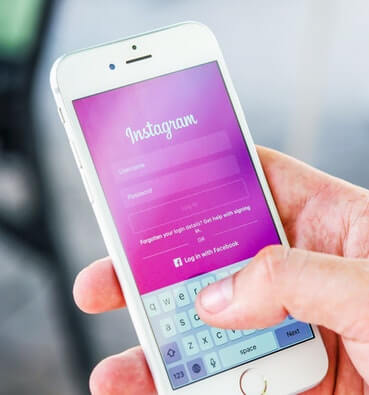 Instagram
Username
Password
Log In
Forgotten your login details? Get help with signing
in.
OR
Log in with Facebook
q w e r
a s
z x c v
123
space
Next